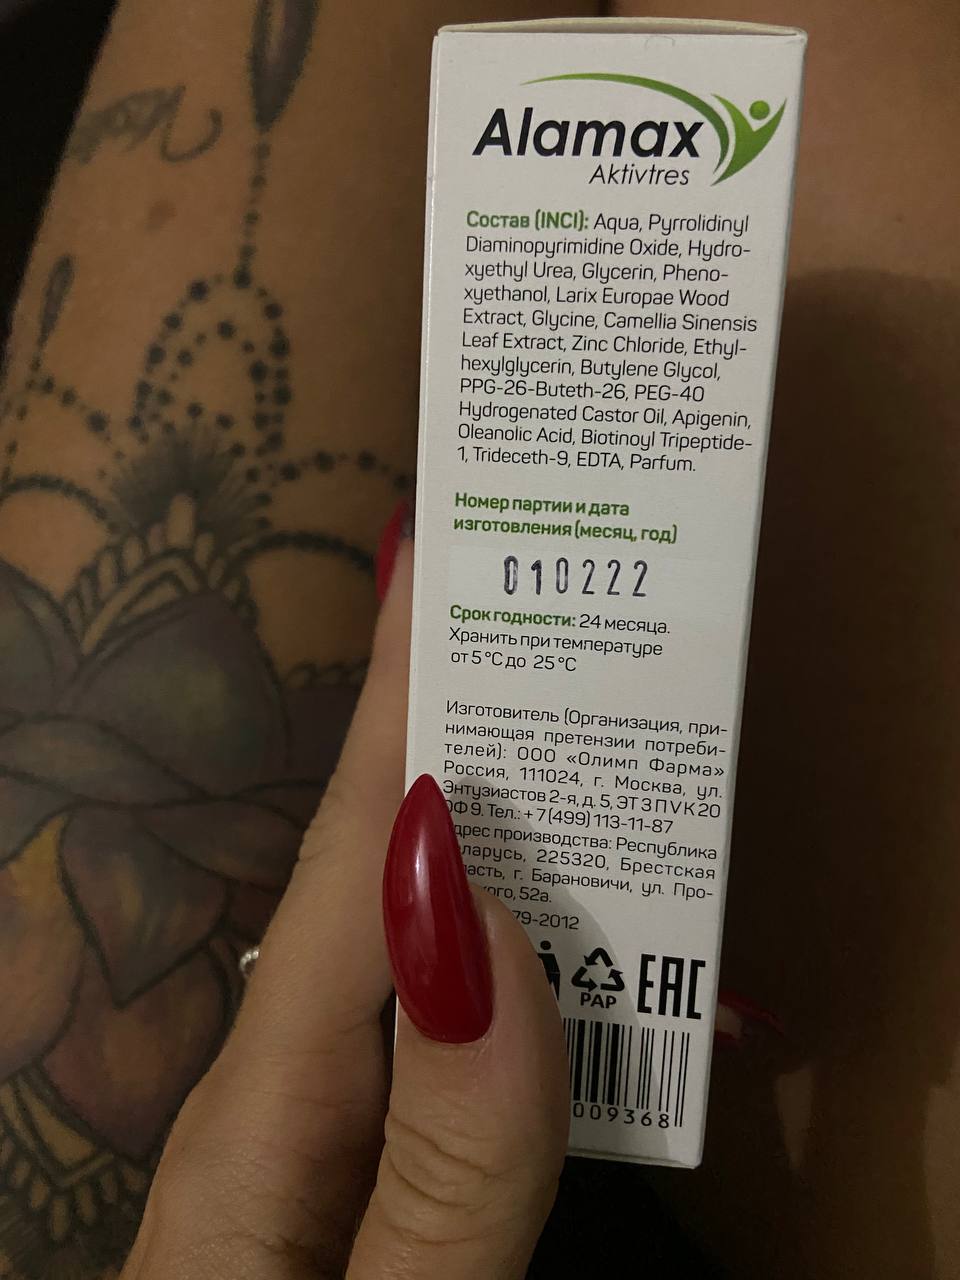 Alamax
Aktivtres
Состав (INCI): Aqua, Pyrrolidinyl
Diaminopyrimidine Oxide, Hydro-
xyethyl Urea, Glycerin, Pheno-
xyethanol, Larix Europae Wood
Extract, Glycine, Camellia Sinensis
Leaf Extract, Zinc Chloride, Ethyl-
hexylglycerin, Butylene Glycol,
PPG-26-Buteth-26, PEG-40
Hydrogenated Castor Oil, Apigenin,
Oleanolic Acid, Biotinoyl Tripeptide-
1, Trideceth-9, EDTA, Parfum.
Номер партии и дата
изготовления (месяц, год)
010222
Срок годности: 24 месяца.
Хранить при температуре
от 5 °C до 25 °C
Изготовитель (Организация, при-
нимающая претензии потреби-
телей): ООО «Олимп Фарма»
Россия, 111024, г. Москва, ул.
Энтузиастов 2-я, д. 5, ЭТ 3 П V К 20
ОФ 9. Тел.: + 7 (499) 113-11-87
дрес производства: Республика
ларусь, 225320, Брестская
ласть, г. Барановичи, ул. Про-
кого, 52а.
79-2012
PAP
EAC
009368